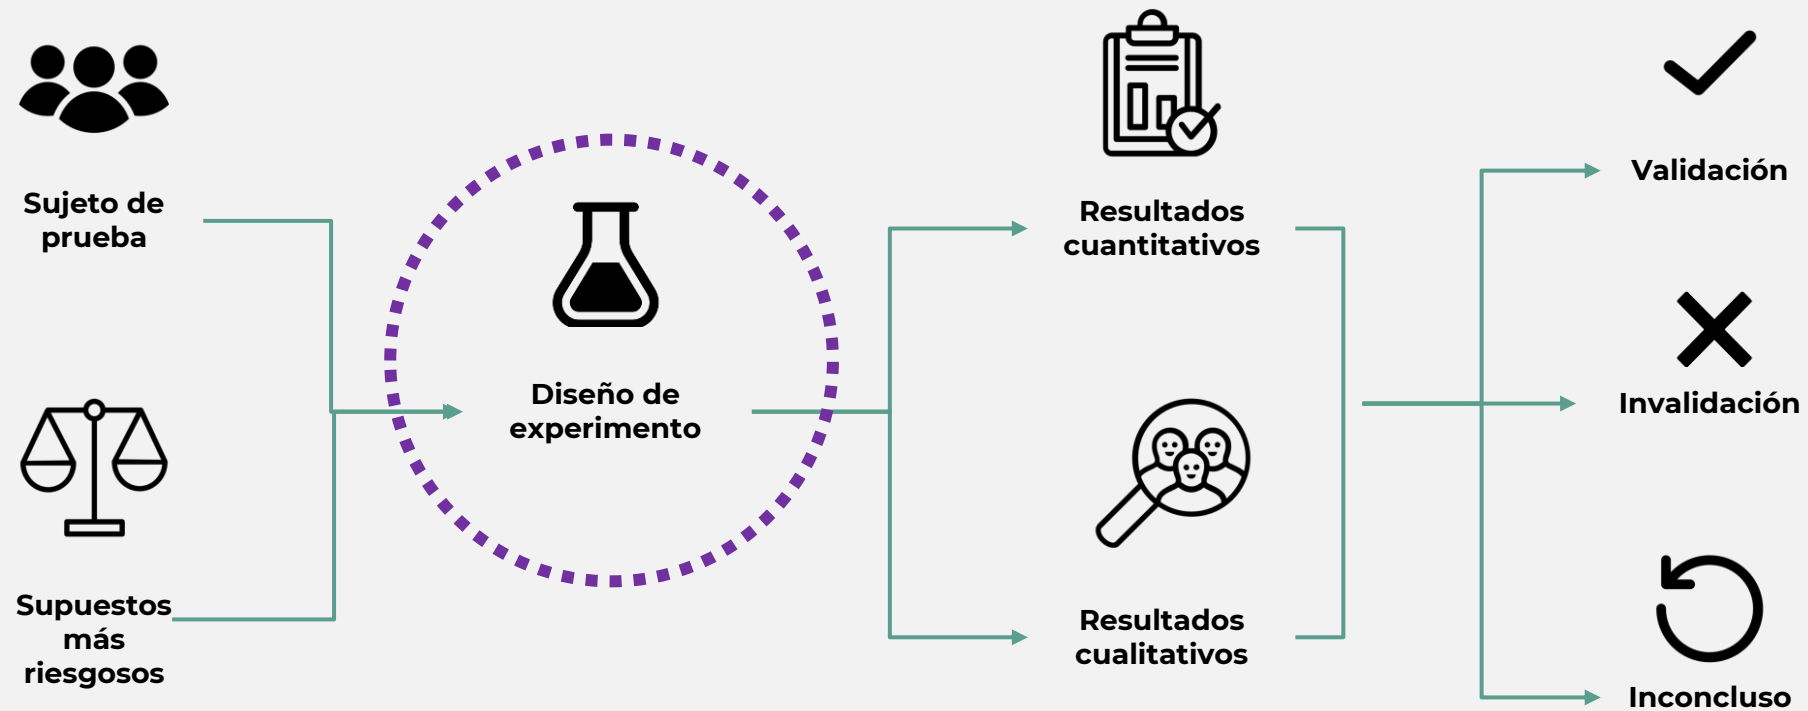 Sujeto de
prueba
Supuestos
más
riesgosos
Diseño de
experimento
Resultados
cuantitativos
Resultados
cualitativos
Validación
Invalidación
Inconcluso